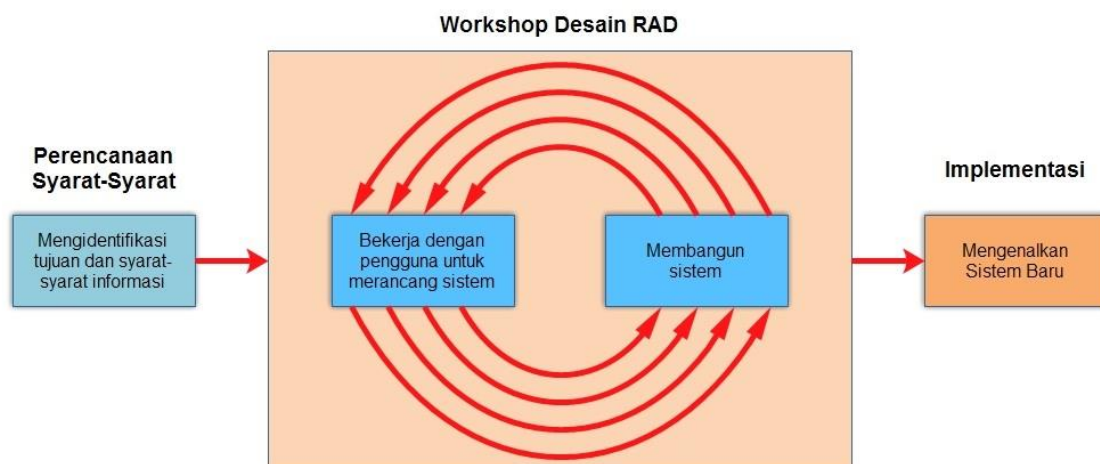 Workshop Desain RAD
Perencanaan
Syarat-Syarat
Mengidentifikasi
tujuan dan syarat-
syarat informasi
Bekerja dengan
pengguna untuk
merancang sistem
Membangun
sistem
Implementasi
Mengenalkan
Sistem Baru